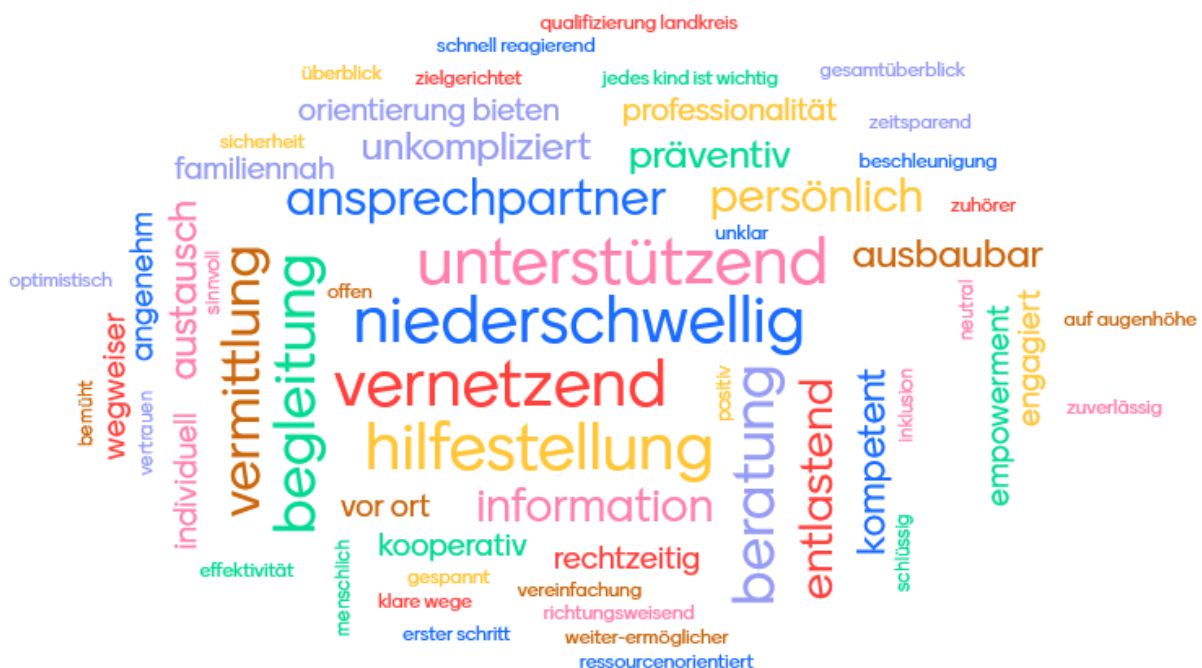 qualifizierung landkreis
schnell reagierend
überblick
zielgerichtet
jedes kind ist wichtig
gesamtüberblick
orientierung bieten
professionalität
zeitsparend
sicherheit
unkompliziert
präventiv
beschleunigung
familiennah
ansprechpartner
persönlich
zuhörer
unklar
unterstützend
ausbaubar
optimistisch
angenehm
austausch
sinnvoll
vermittlung
begleitung
offen
niederschwellig
neutral
empowerment
engagiert
auf augenhöhe
wegweiser
bemüht
vertrauen
individuell
vernetzend
positiv
beratung
entlastend
kompetent
inklusion
zuverlässig
hilfestellung
vor ort
information
schlüssig
kooperativ
rechtzeitig
effektivität
menschlich
gespannt
vereinfachung
klare wege
richtungsweisend
erster schritt
weiter-ermöglicher
ressourcenorientiert